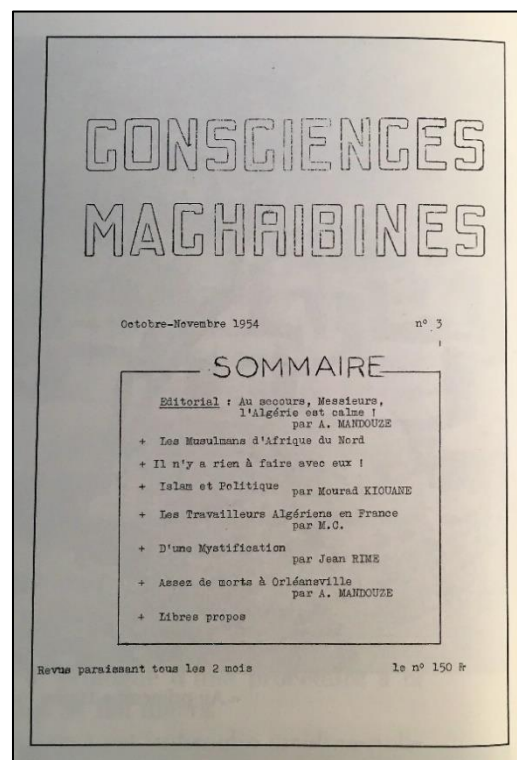 CONSCIENCES
MAGHRIBINES
Octobre-Novembre 1954 n° 3
SOMMAIRE
Editorial : Au secours, Messieurs,
l'Algérie est calme !
par A. MANDOUZE
+ Les Musulmans d'Afrique du Nord
+ Il n'y a rien à faire avec eux !
+ Islam et Politique par Mourad KIOUANE
+ Les Travailleurs Algériens en France
par M.C.
+ D'une Mystification
par Jean RIME
+ Assez de morts à Orléansville
par A. MANDOUZE
+ Libres propos
Revue paraissant tous les 2 mois le n° 150 Fr